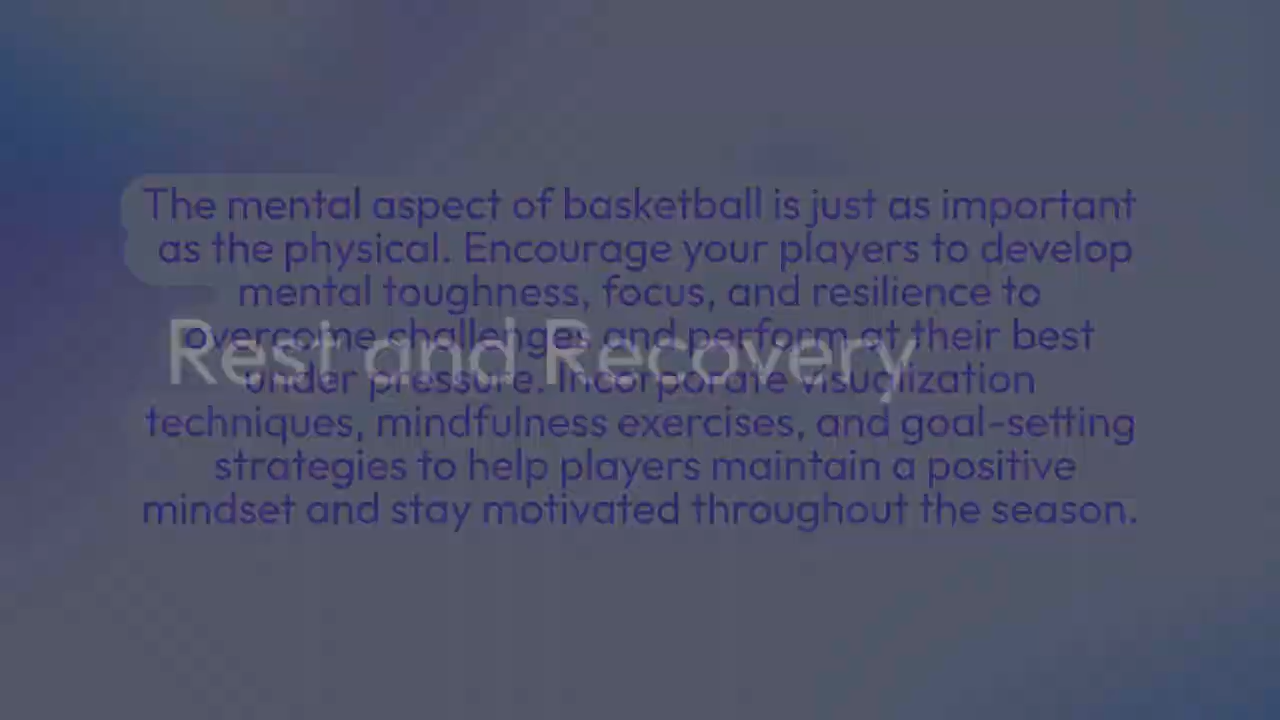 The mental aspect of basketball is just as important
as the physical. Encourage your players to develop
mental toughness, focus, and resilience to
overcome challenges and perform at their best
Rest and Recovery
under pressure. Incorporate visualization
techniques, mindfulness exercises, and goal-setting
strategies to help players maintain a positive
mindset and stay motivated throughout the season.